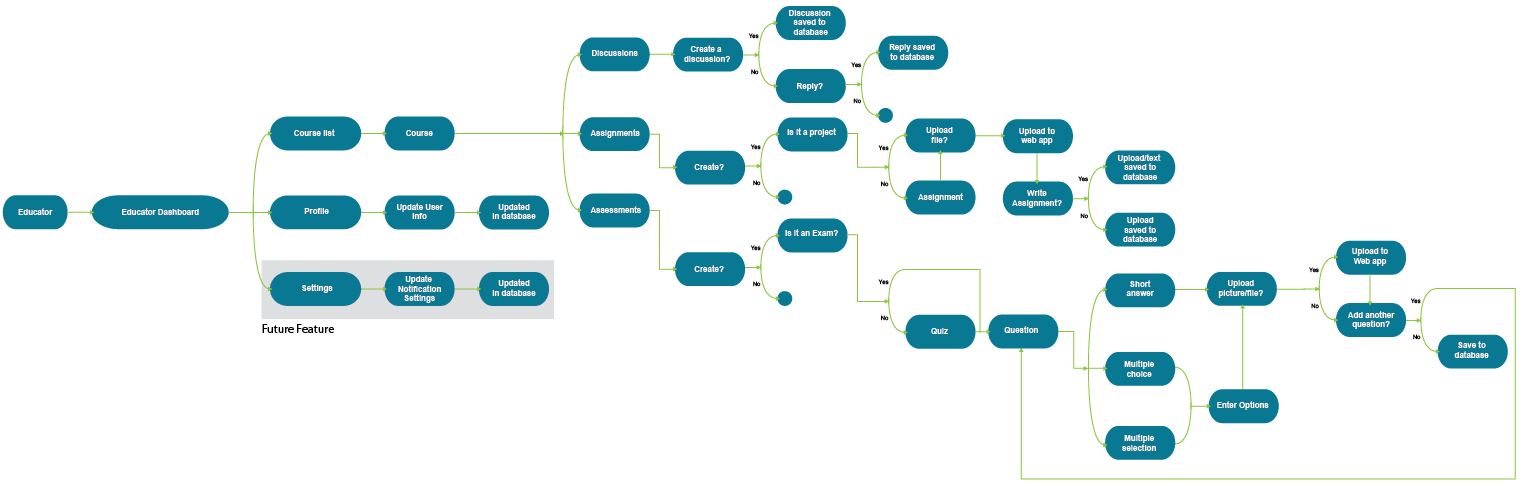 Educator
Educator Dashboard
Course list
Course
Profile
Update User
Info
Updated
in database
Settings
Update
Notification
Settings
Updated
in database
Future Feature
Discussions
Create a
discussion?
Yes
No
Discussion
saved to
database
Reply?
Yes
No
Reply saved
to database
Assignments
Create?
Yes
No
Is it a project
Yes
No
Upload
file?
Assignment
Upload to
web app
Write
Assignment?
Yes
No
Upload/text
saved to
database
Upload
saved to
database
Assessments
Create?
Yes
No
Is it an Exam?
Yes
No
Quiz
Question
Short
answer
Multiple
choice
Multiple
selection
Enter Options
Upload
picture/file?
Yes
No
Upload to
Web app
Add another
question?
Yes
No
Save to
database